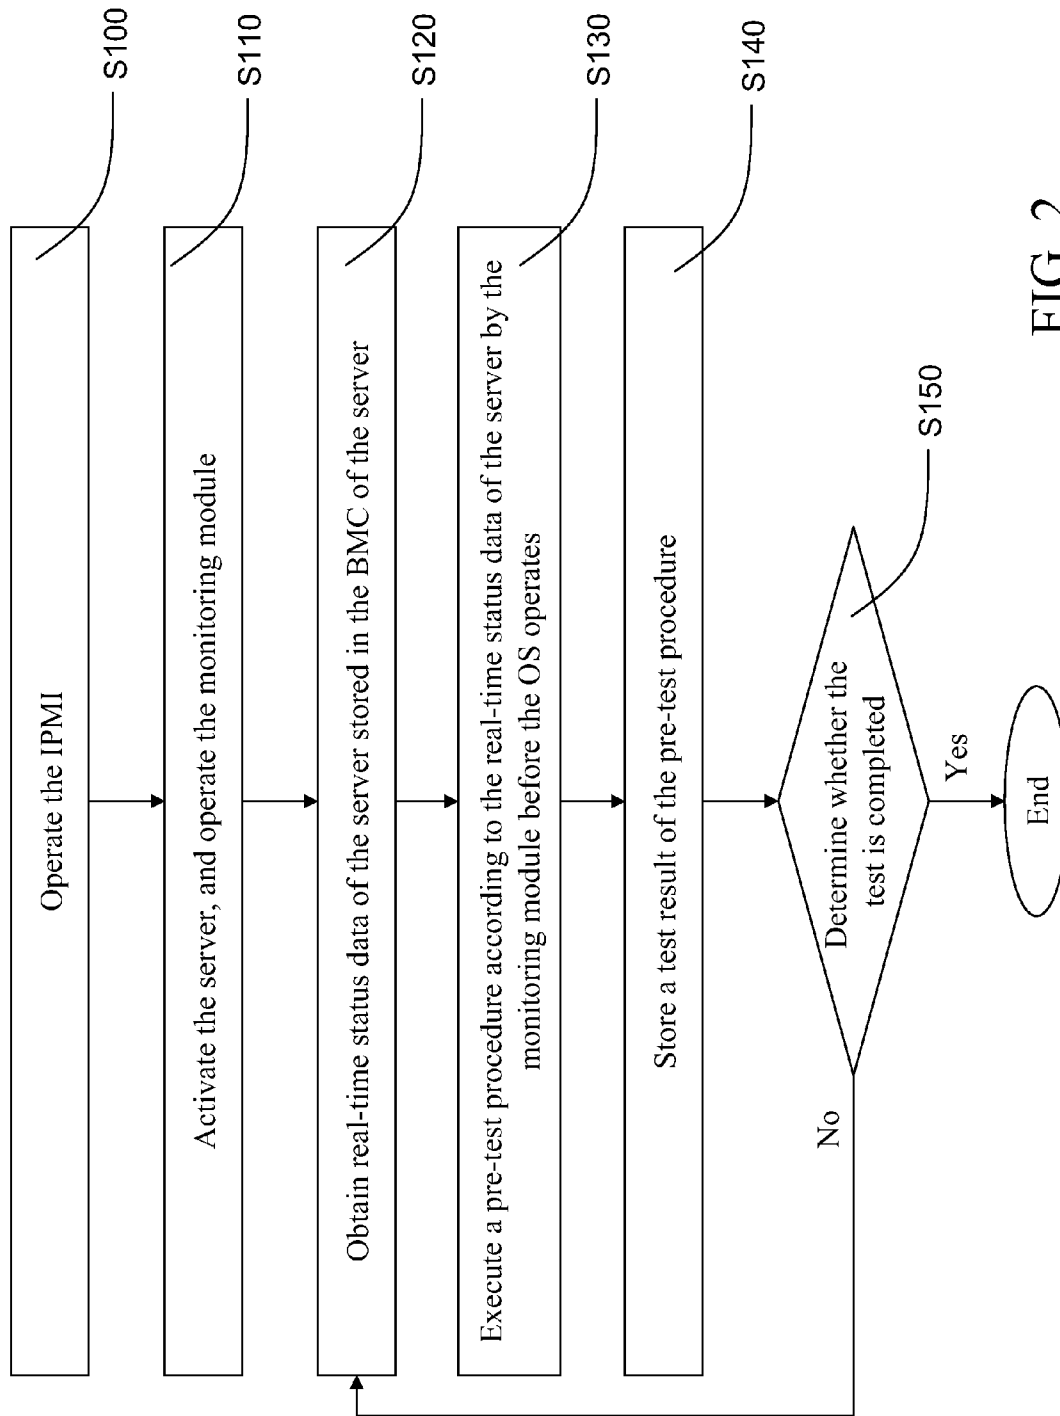 Operate the IPMI
S100
Activate the server, and operate the monitoring module
S110
Obtain real-time status data of the server stored in the BMC of the server
S120
Execute a pre-test procedure according to the real-time status data of the server by the
monitoring module before the OS operates
S130
Store a test result of the pre-test procedure
S140
Determine whether the
test is completed
S150
No
Yes
End
FIG. 2